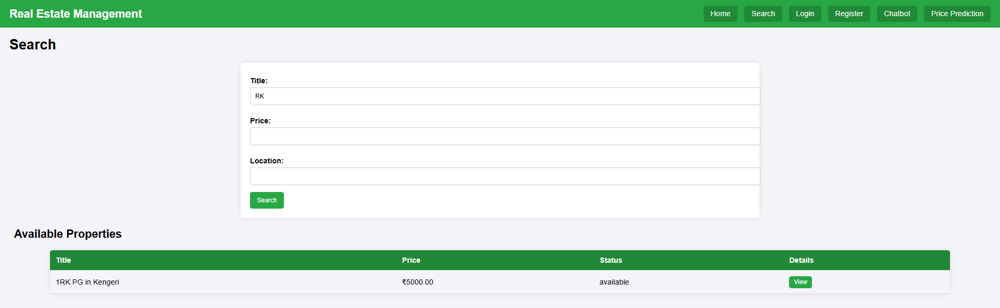 Real Estate Management Home Search Login Register Chatbot Price Prediction
Search
Title:
RK
Price:
Location:
Search
Available Properties
Title Price Status Details
1RK PG in Kengeri ₹5000.00 available View